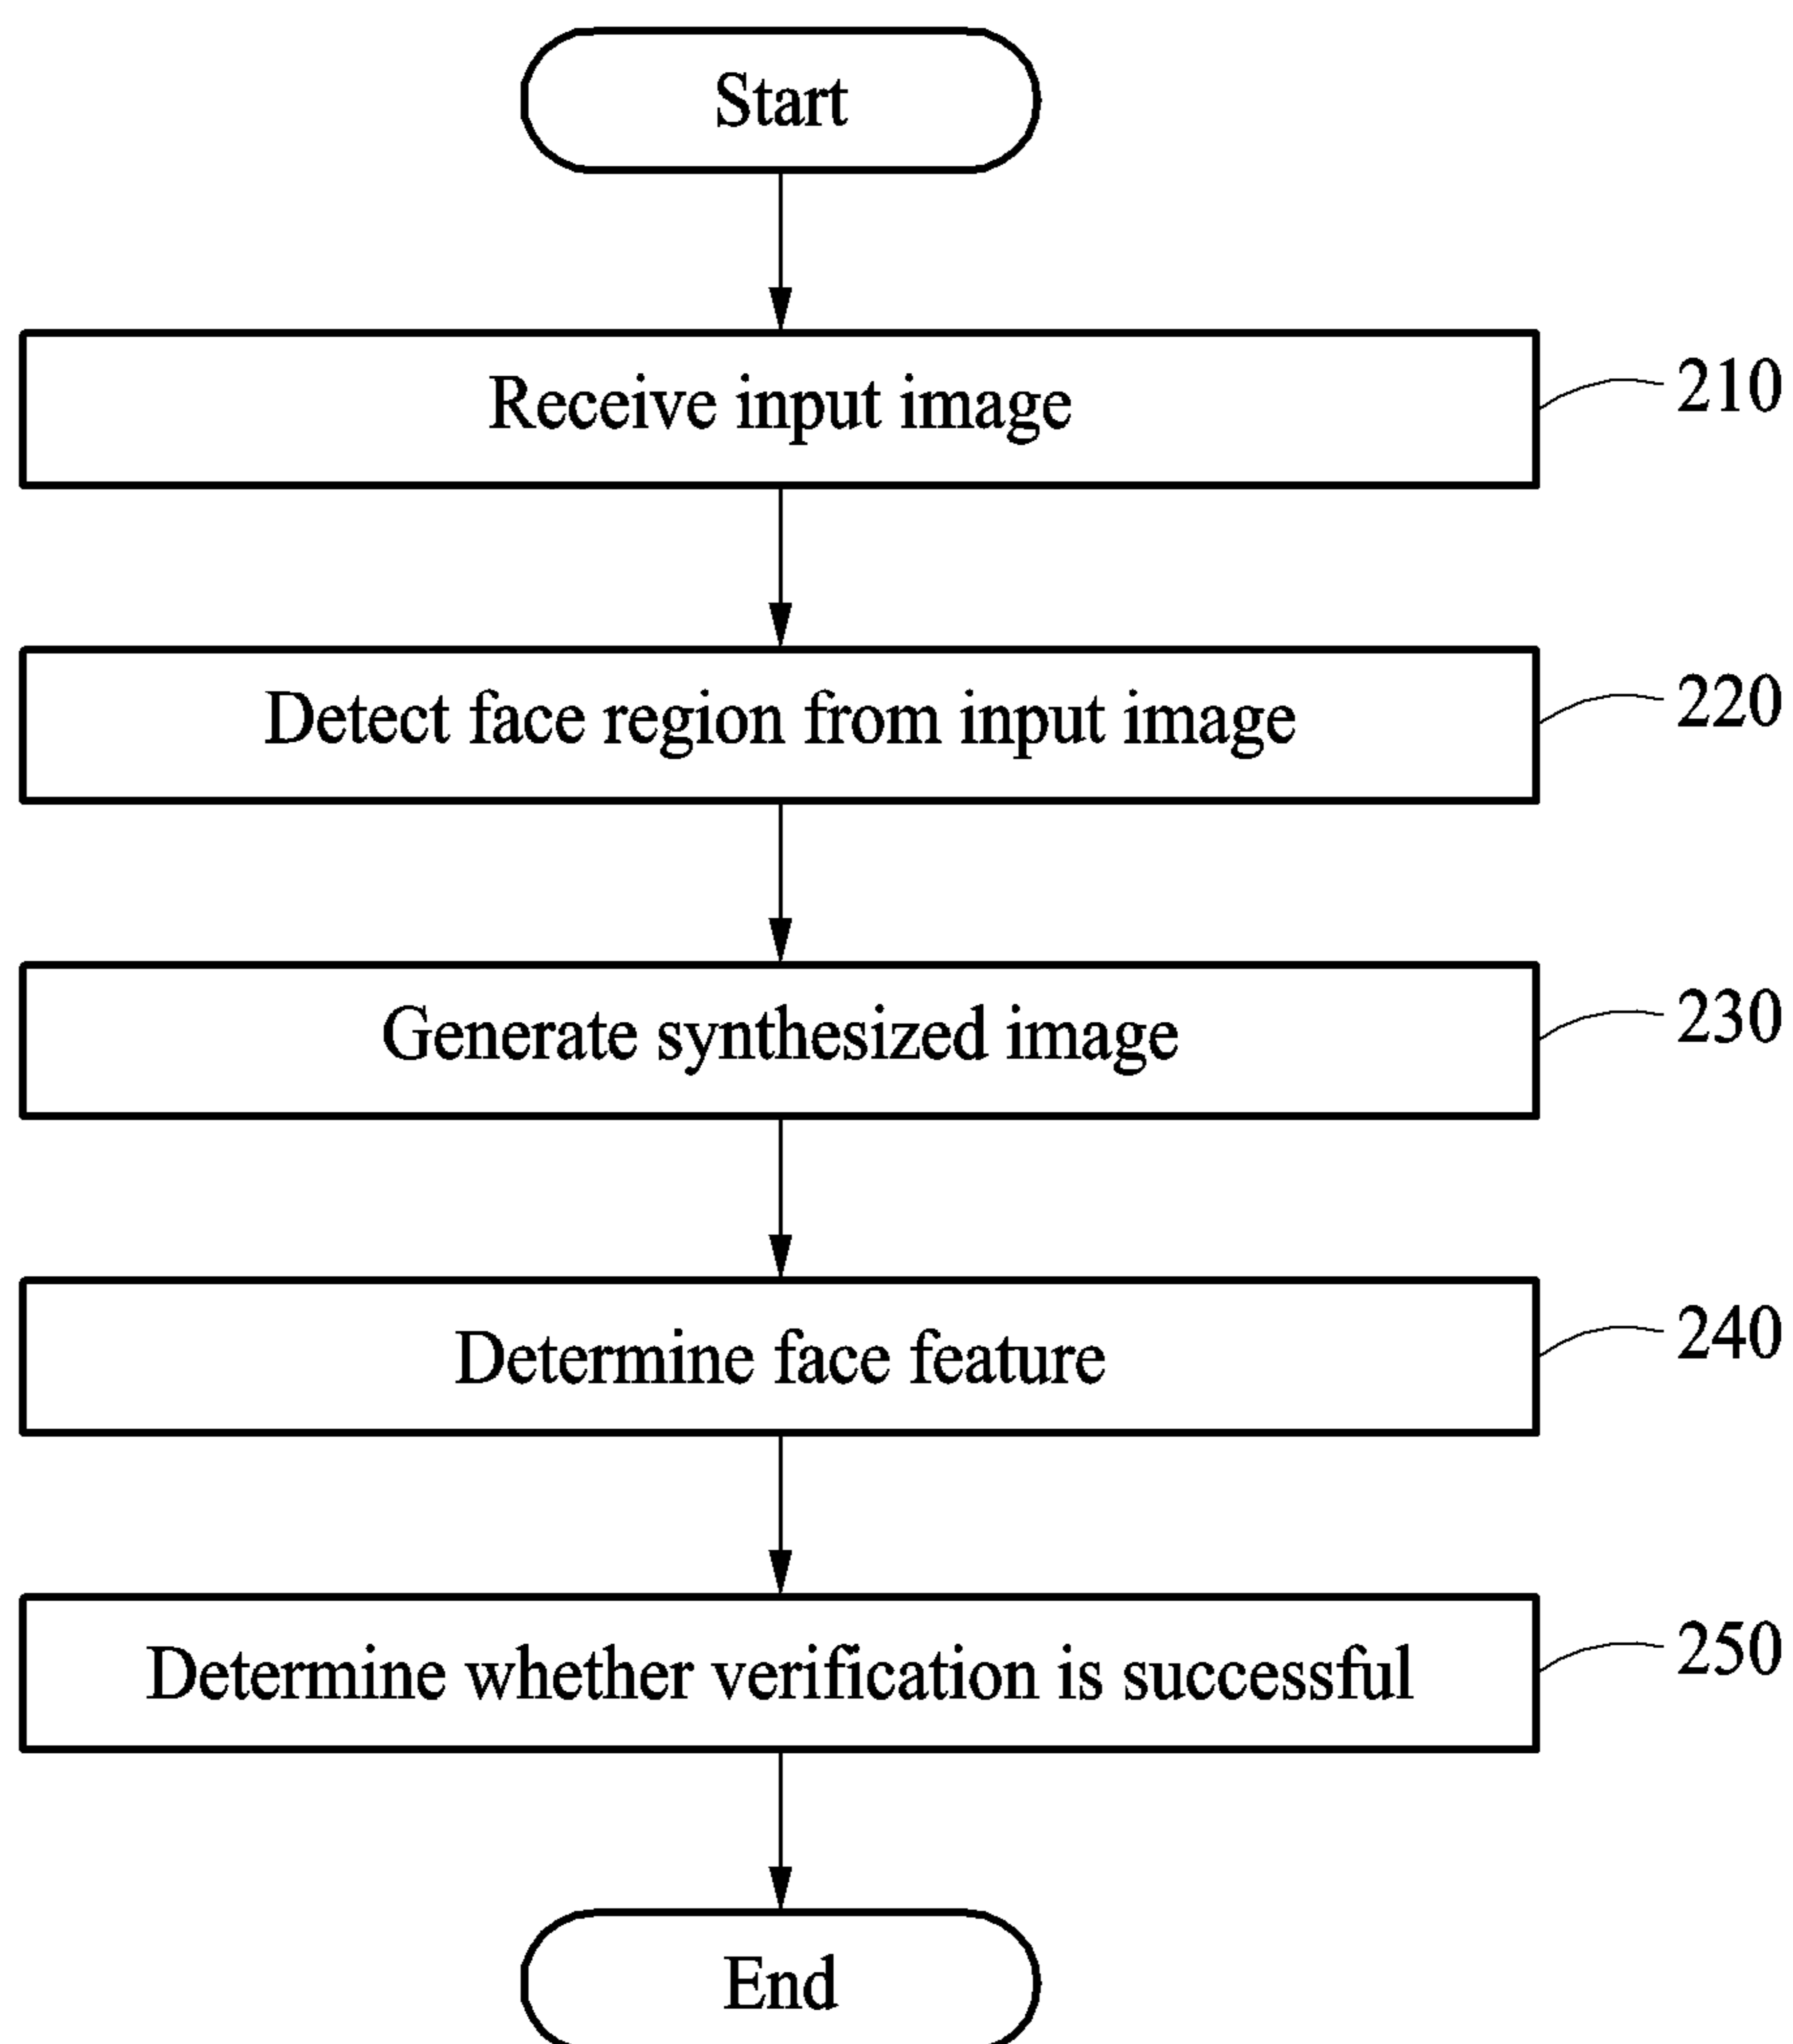 Start
Receive input image
210
Detect face region from input image
220
Generate synthesized image
230
Determine face feature
240
Determine whether verification is successful
250
End